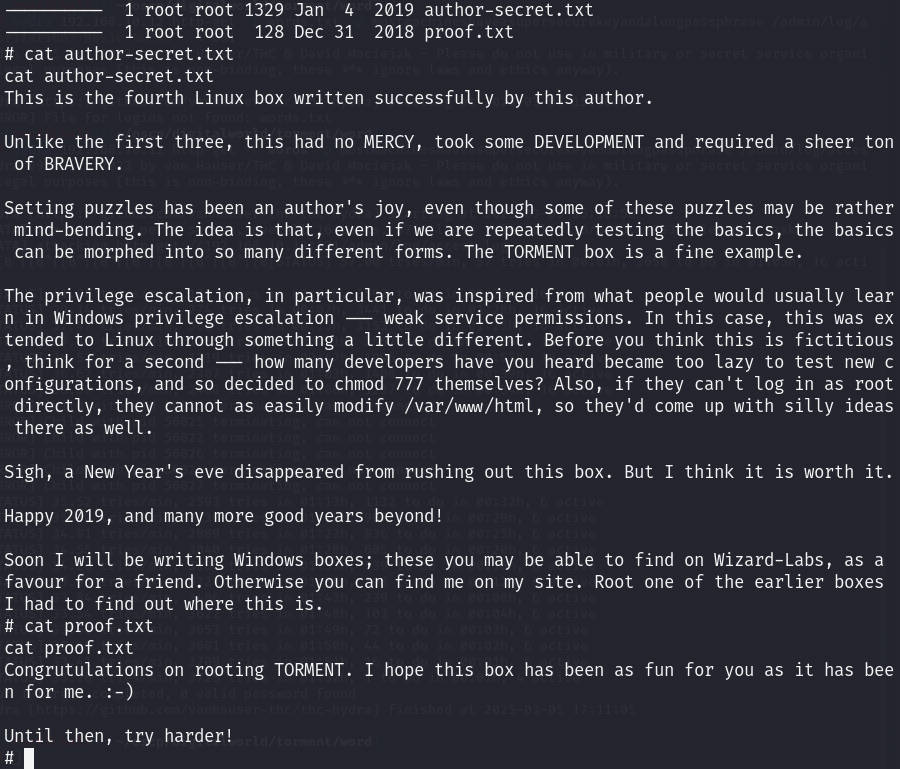 ────────── 1 root root 1329 Jan 4 2019 author-secret.txt
────────── 1 root root 128 Dec 31 2018 proof.txt
# cat author-secret.txt
cat author-secret.txt
This is the fourth Linux box written successfully by this author.
Unlike the first three, this had no MERCY, took some DEVELOPMENT and required a sheer ton
of BRAVERY.
Setting puzzles has been an author's joy, even though some of these puzzles may be rather
mind-bending. The idea is that, even if we are repeatedly testing the basics, the basics
can be morphed into so many different forms. The TORMENT box is a fine example.
The privilege escalation, in particular, was inspired from what people would usually lear
n in Windows privilege escalation —— weak service permissions. In this case, this was ex
tended to Linux through something a little different. Before you think this is fictitious
, think for a second —— how many developers have you heard became too lazy to test new c
onfigurations, and so decided to chmod 777 themselves? Also, if they can't log in as root
directly, they cannot as easily modify /var/www/html, so they'd come up with silly ideas
there as well.
Sigh, a New Year's eve disappeared from rushing out this box. But I think it is worth it.
Happy 2019, and many more good years beyond!
Soon I will be writing Windows boxes; these you may be able to find on Wizard-Labs, as a
favour for a friend. Otherwise you can find me on my site. Root one of the earlier boxes
I had to find out where this is.
# cat proof.txt
cat proof.txt
Congrutulations on rooting TORMENT. I hope this box has been as fun for you as it has bee
n for me. :-)
Until then, try harder!
#